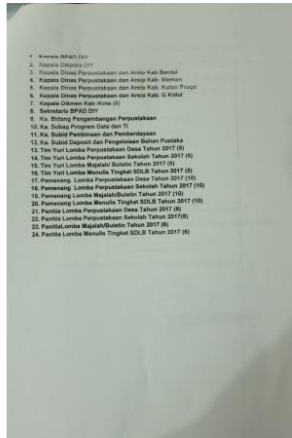 1. Kepala BPAD DIY
2. Kepala Dikpora DIY
3. Kepala Dinas Perpustakaan dan Arsip Kab Bantul
4. Kepala Dinas Perpustakaan dan Arsip Kab. Sleman
5. Kepala Dinas Perpustakaan dan Arsip Kab. Kulon Progo
6. Kepala Dinas Perpustakaan dan Arsip Kab. G Kidul
7. Kepala Dikmen Kab /Kota (5)
8. Sekretaris BPAD DIY
9. Ka. Bidang Pengembangan Perpustakaan
10. Ka. Subag Program Data dan TI
11. Ka. Subid Pembinaan dan Pemberdayaan
12. Ka. Subid Deposit dan Pengelolaan Bahan Pustaka
13. Tim Yuri Lomba Perpustakaan Desa Tahun 2017 (5)
14. Tim Yuri Lomba Perpustakaan Sekolah Tahun 2017 (5)
15. Tim Yuri Majalah/ Buletin Tahun 2017 (5)
16. Tim Yuri Lomba Menulis Tingkat SDLB Tahun 2017 (5)
17. Pemenang Lomba Perpustakaan Desa Tahun 2017 (10)
18. Pemenang Lomba Perpustakaan Sekolah Tahun 2017 (10)
19. Pemenang Lomba Majalah/Buletin Tahun 2017 (10)
20. Pemenang Lomba Menulis Tingkat SDLB Tahun 2017 (10)
21. Panitia Lomba Perpustakaan Desa Tahun 2017 (6)
22. Panitia Lomba Perpustakaan Sekolah Tahun 2017(6)
23. PanitiaLomba Majalah/Buletin Tahun 2017 (6)
24. Panitia Lomba Menulis Tingkat SDLB Tahun 2017 (6)